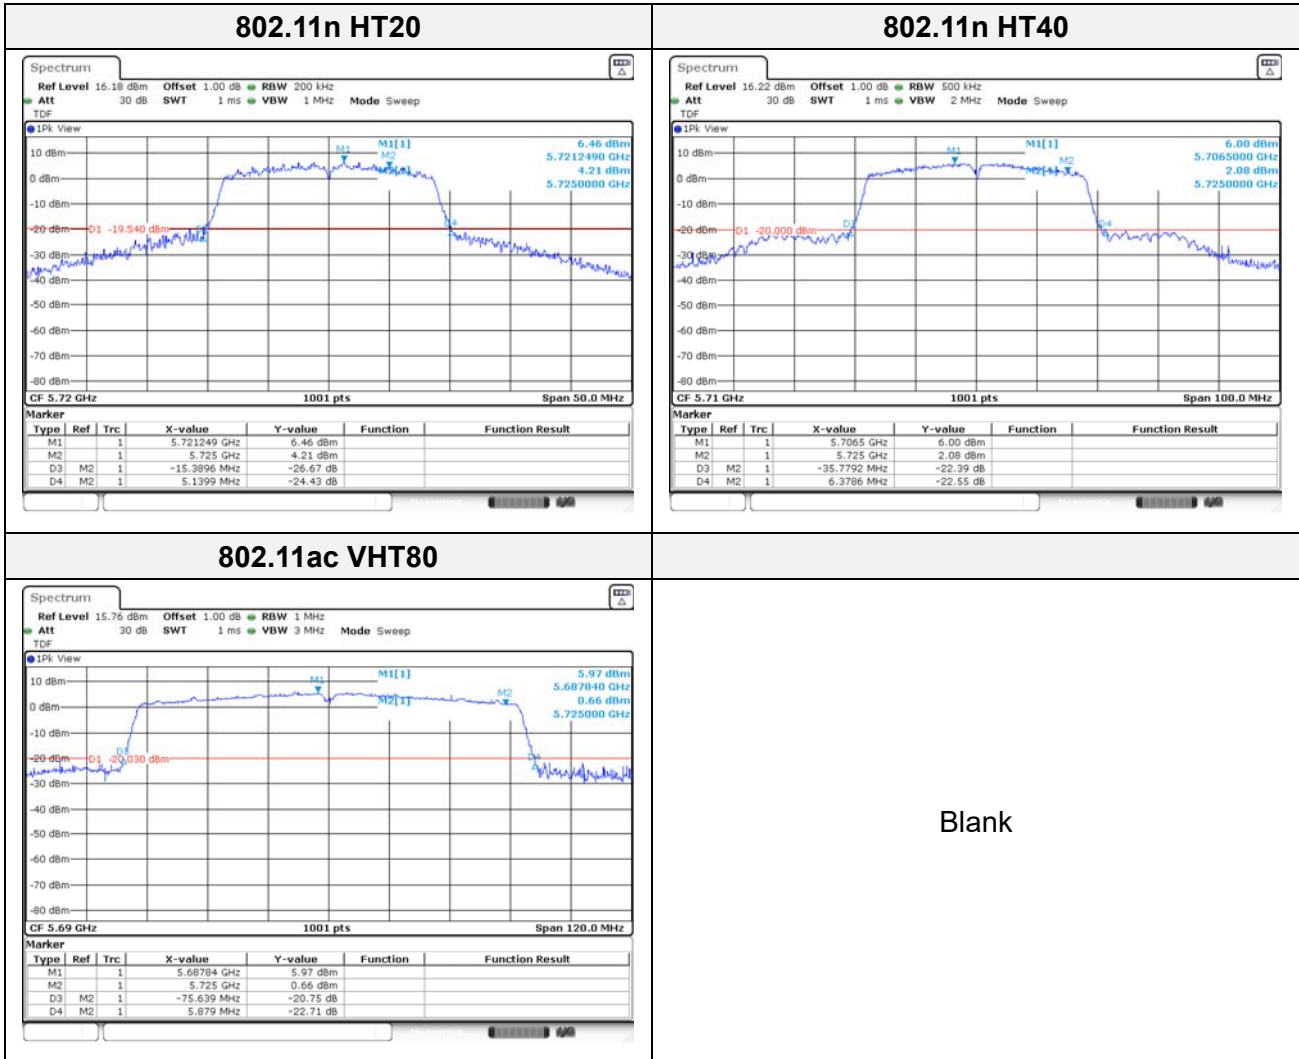 802.11n HT20
802.11n HT40
Spectrum
Ref Level 16.18 dBm Offset 1.00 dB RBW 200 kHz
Att 30 dB SWT 1 ms VBW 1 MHz Mode Sweep
TDF
1Pk View
M1[1] 6.46 dBm
5.7212490 GHz
4.21 dBm
5.7250000 GHz
M1
M2
10 dBm
0 dBm
-10 dBm
-20 dBm
D1 -19.540 dBm
D4
-30 dBm
-40 dBm
-50 dBm
-60 dBm
-70 dBm
-80 dBm
CF 5.72 GHz 1001 pts Span 50.0 MHz
Marker
Type Ref Trc X-value Y-value Function Function Result
M1 1 5.721249 GHz 6.46 dBm
M2 1 5.725 GHz 4.21 dBm
D3 M2 1 -15.3896 MHz -26.67 dB
D4 M2 1 5.1399 MHz -24.43 dB
Spectrum
Ref Level 16.22 dBm Offset 1.00 dB RBW 500 kHz
Att 30 dB SWT 1 ms VBW 2 MHz Mode Sweep
TDF
1Pk View
M1[1] 6.00 dBm
5.7065000 GHz
2.08 dBm
5.7250000 GHz
M1
M2
10 dBm
0 dBm
-10 dBm
-20 dBm
D1 -20.000 dBm
D4
-30 dBm
-40 dBm
-50 dBm
-60 dBm
-70 dBm
-80 dBm
CF 5.71 GHz 1001 pts Span 100.0 MHz
Marker
Type Ref Trc X-value Y-value Function Function Result
M1 1 5.7065 GHz 6.00 dBm
M2 1 5.725 GHz 2.08 dBm
D3 M2 1 -35.7792 MHz -22.39 dB
D4 M2 1 6.3786 MHz -22.55 dB
802.11ac VHT80
Spectrum
Ref Level 15.76 dBm Offset 1.00 dB RBW 1 MHz
Att 30 dB SWT 1 ms VBW 3 MHz Mode Sweep
TDF
1Pk View
M1[1] 5.97 dBm
5.687840 GHz
M2[1] 0.66 dBm
5.725000 GHz
M1
M2
10 dBm
0 dBm
-10 dBm
-20 dBm
D1 -20.030 dBm
-30 dBm
-40 dBm
-50 dBm
-60 dBm
-70 dBm
-80 dBm
CF 5.69 GHz 1001 pts Span 120.0 MHz
Marker
Type Ref Trc X-value Y-value Function Function Result
M1 1 5.68784 GHz 5.97 dBm
M2 1 5.725 GHz 0.66 dBm
D3 M2 1 -75.639 MHz -20.75 dB
D4 M2 1 5.879 MHz -22.71 dB
Blank